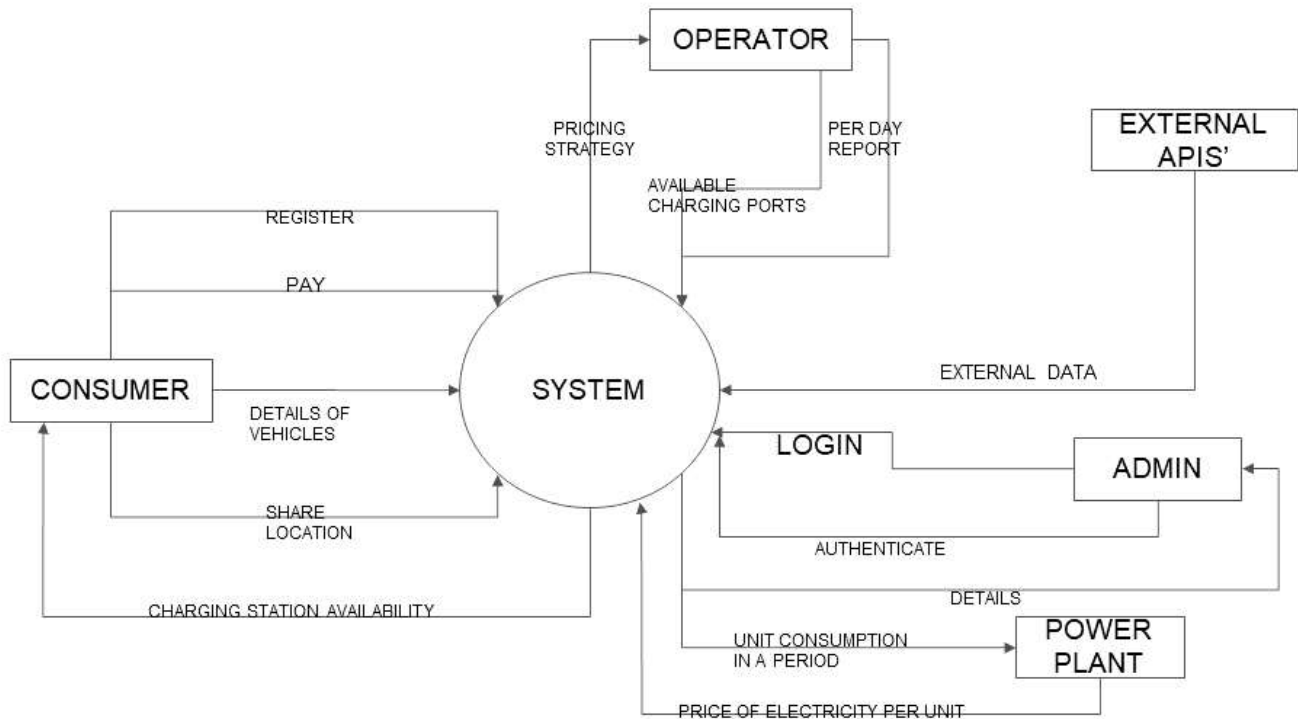 OPERATOR
PRICING
STRATEGY
PER DAY
REPORT
EXTERNAL
APIS’
AVAILABLE
CHARGING PORTS
REGISTER
PAY
CONSUMER
SYSTEM
EXTERNAL DATA
DETAILS OF
VEHICLES
LOGIN
ADMIN
SHARE
LOCATION
AUTHENTICATE
CHARGING STATION AVAILABILITY
DETAILS
UNIT CONSUMPTION
IN A PERIOD
POWER
PLANT
PRICE OF ELECTRICITY PER UNIT